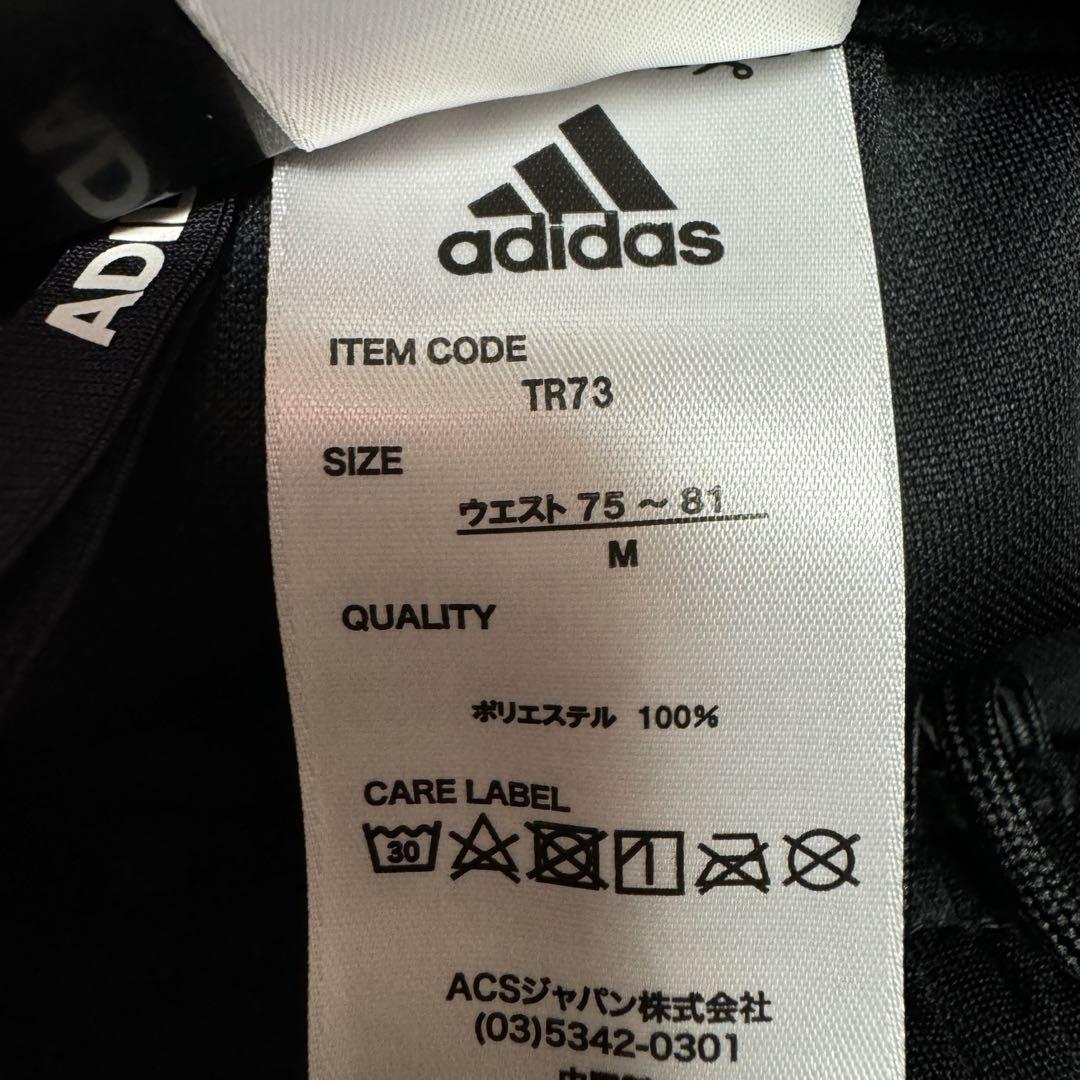 ADI
adidas
ITEM CODE
TR73
SIZE
ウエスト 75 ～ 81
M
QUALITY
ポリエステル 100%
CARE LABEL
30
ACSジャパン株式会社
(03)5342-0301